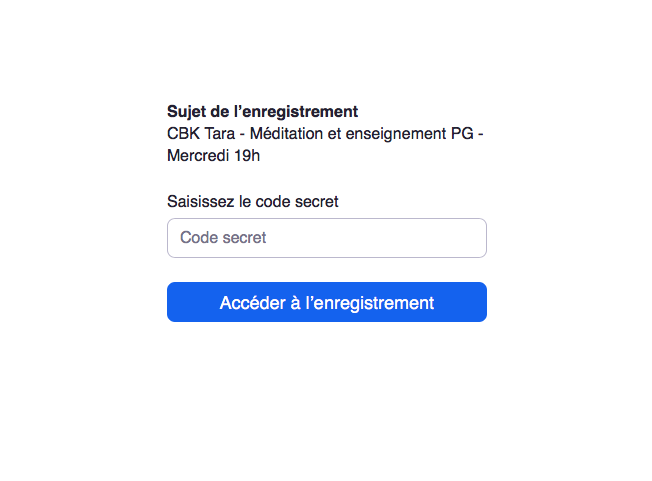 Sujet de l’enregistrement
CBK Tara - Méditation et enseignement PG -
Mercredi 19h
Saisissez le code secret
Code secret
Accéder à l’enregistrement